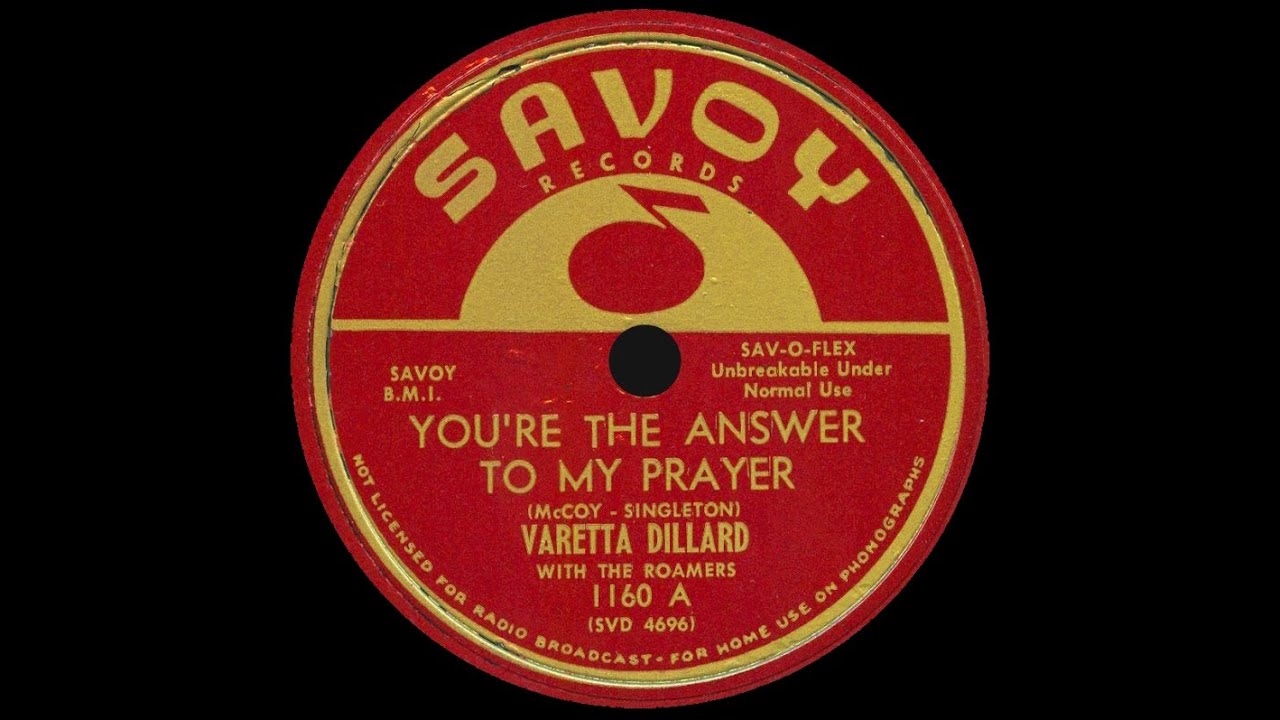 SAVOY
RECORDS
SAVOY
B.M.I.
SAV-O-FLEX
Unbreakable Under
Normal Use
YOU'RE THE ANSWER
TO MY PRAYER
(McCOY - SINGLETON)
VARETTA DILLARD
WITH THE ROAMERS
1160 A
(SVD 4696)
NOT LICENSED FOR RADIO BROADCAST • FOR HOME USE ON PHONOGRAPHS